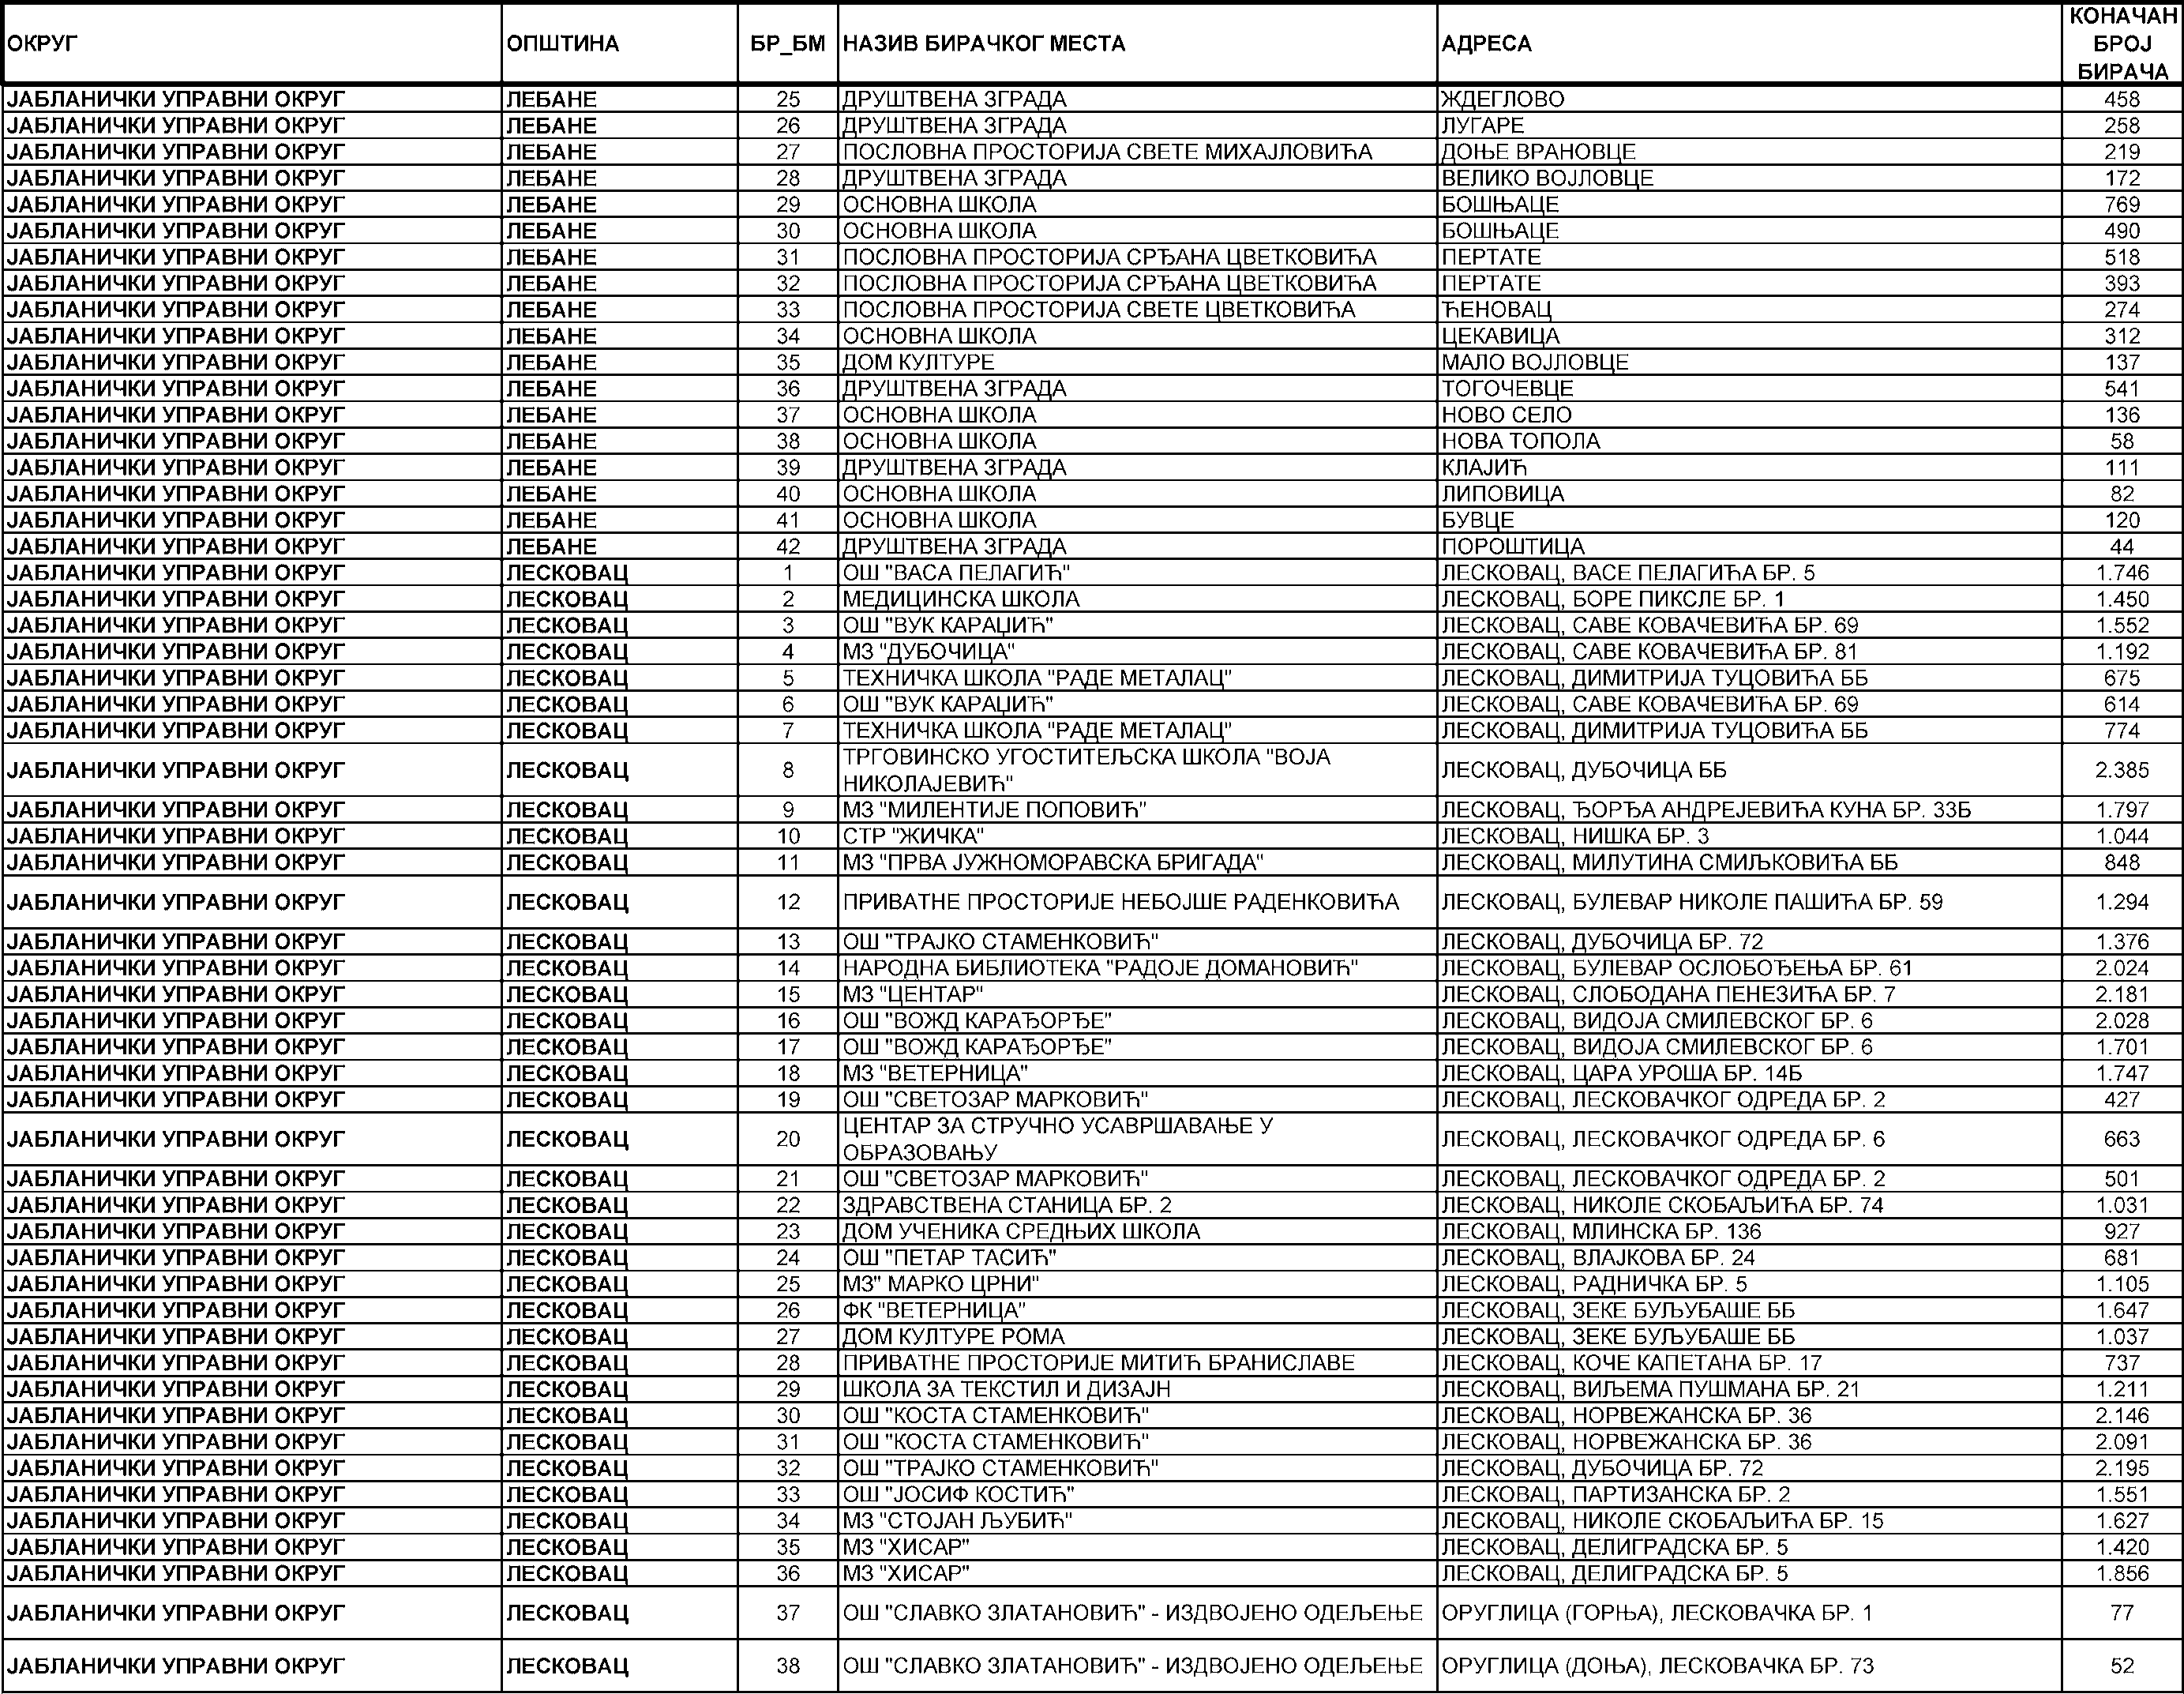 ОКРУГ ОПШТИНА БР_БМ НАЗИВ БИРАЧКОГ МЕСТА АДРЕСА КОНАЧАН БРОЈ БИРАЧА
ЈАБЛАНИЧКИ УПРАВНИ ОКРУГ ЛЕБАНЕ 25 ДРУШТВЕНА ЗГРАДА ЖДЕГЛОВО 458
ЈАБЛАНИЧКИ УПРАВНИ ОКРУГ ЛЕБАНЕ 26 ДРУШТВЕНА ЗГРАДА ЛУГАРЕ 258
ЈАБЛАНИЧКИ УПРАВНИ ОКРУГ ЛЕБАНЕ 27 ПОСЛОВНА ПРОСТОРИЈА СВЕТЕ МИХАЈЛОВИЋА ДОЊЕ ВРАНОВЦЕ 219
ЈАБЛАНИЧКИ УПРАВНИ ОКРУГ ЛЕБАНЕ 28 ДРУШТВЕНА ЗГРАДА ВЕЛИКО ВОЈЛОВЦЕ 172
ЈАБЛАНИЧКИ УПРАВНИ ОКРУГ ЛЕБАНЕ 29 ОСНОВНА ШКОЛА БОШЊАЦЕ 769
ЈАБЛАНИЧКИ УПРАВНИ ОКРУГ ЛЕБАНЕ 30 ОСНОВНА ШКОЛА БОШЊАЦЕ 490
ЈАБЛАНИЧКИ УПРАВНИ ОКРУГ ЛЕБАНЕ 31 ПОСЛОВНА ПРОСТОРИЈА СРЂАНА ЦВЕТКОВИЋА ПЕРТАТЕ 518
ЈАБЛАНИЧКИ УПРАВНИ ОКРУГ ЛЕБАНЕ 32 ПОСЛОВНА ПРОСТОРИЈА СРЂАНА ЦВЕТКОВИЋА ПЕРТАТЕ 393
ЈАБЛАНИЧКИ УПРАВНИ ОКРУГ ЛЕБАНЕ 33 ПОСЛОВНА ПРОСТОРИЈА СВЕТЕ ЦВЕТКОВИЋА ЋЕНОВАЦ 274
ЈАБЛАНИЧКИ УПРАВНИ ОКРУГ ЛЕБАНЕ 34 ОСНОВНА ШКОЛА ЦЕКАВИЦА 312
ЈАБЛАНИЧКИ УПРАВНИ ОКРУГ ЛЕБАНЕ 35 ДОМ КУЛТУРЕ МАЛО ВОЈЛОВЦЕ 137
ЈАБЛАНИЧКИ УПРАВНИ ОКРУГ ЛЕБАНЕ 36 ДРУШТВЕНА ЗГРАДА ТОГОЧЕВЦЕ 541
ЈАБЛАНИЧКИ УПРАВНИ ОКРУГ ЛЕБАНЕ 37 ОСНОВНА ШКОЛА НОВО СЕЛО 136
ЈАБЛАНИЧКИ УПРАВНИ ОКРУГ ЛЕБАНЕ 38 ОСНОВНА ШКОЛА НОВА ТОПОЛА 58
ЈАБЛАНИЧКИ УПРАВНИ ОКРУГ ЛЕБАНЕ 39 ДРУШТВЕНА ЗГРАДА КЛАЈИЋ 111
ЈАБЛАНИЧКИ УПРАВНИ ОКРУГ ЛЕБАНЕ 40 ОСНОВНА ШКОЛА ЛИПОВИЦА 82
ЈАБЛАНИЧКИ УПРАВНИ ОКРУГ ЛЕБАНЕ 41 ОСНОВНА ШКОЛА БУВЦЕ 120
ЈАБЛАНИЧКИ УПРАВНИ ОКРУГ ЛЕБАНЕ 42 ДРУШТВЕНА ЗГРАДА ПОРОШТИЦА 44
ЈАБЛАНИЧКИ УПРАВНИ ОКРУГ ЛЕСКОВАЦ 1 ОШ "ВАСА ПЕЛАГИЋ" ЛЕСКОВАЦ, ВАСЕ ПЕЛАГИЋА БР. 5 1.746
ЈАБЛАНИЧКИ УПРАВНИ ОКРУГ ЛЕСКОВАЦ 2 МЕДИЦИНСКА ШКОЛА ЛЕСКОВАЦ, БОРЕ ПИКСЛЕ БР. 1 1.450
ЈАБЛАНИЧКИ УПРАВНИ ОКРУГ ЛЕСКОВАЦ 3 ОШ "ВУК КАРАЏИЋ" ЛЕСКОВАЦ, САВЕ КОВАЧЕВИЋА БР. 69 1.552
ЈАБЛАНИЧКИ УПРАВНИ ОКРУГ ЛЕСКОВАЦ 4 МЗ "ДУБОЧИЦА" ЛЕСКОВАЦ, САВЕ КОВАЧЕВИЋА БР. 81 1.192
ЈАБЛАНИЧКИ УПРАВНИ ОКРУГ ЛЕСКОВАЦ 5 ТЕХНИЧКА ШКОЛА "РАДЕ МЕТАЛАЦ" ЛЕСКОВАЦ, ДИМИТРИЈА ТУЦОВИЋА ББ 675
ЈАБЛАНИЧКИ УПРАВНИ ОКРУГ ЛЕСКОВАЦ 6 ОШ "ВУК КАРАЏИЋ" ЛЕСКОВАЦ, САВЕ КОВАЧЕВИЋА БР. 69 614
ЈАБЛАНИЧКИ УПРАВНИ ОКРУГ ЛЕСКОВАЦ 7 ТЕХНИЧКА ШКОЛА "РАДЕ МЕТАЛАЦ" ЛЕСКОВАЦ, ДИМИТРИЈА ТУЦОВИЋА ББ 774
ЈАБЛАНИЧКИ УПРАВНИ ОКРУГ ЛЕСКОВАЦ 8 ТРГОВИНСКО УГОСТИТЕЉСКА ШКОЛА "ВОЈА НИКОЛАЈЕВИЋ" ЛЕСКОВАЦ, ДУБОЧИЦА ББ 2.385
ЈАБЛАНИЧКИ УПРАВНИ ОКРУГ ЛЕСКОВАЦ 9 МЗ "МИЛЕНТИЈЕ ПОПОВИЋ" ЛЕСКОВАЦ, ЂОРЂА АНДРЕЈЕВИЋА КУНА БР. 33Б 1.797
ЈАБЛАНИЧКИ УПРАВНИ ОКРУГ ЛЕСКОВАЦ 10 СТР "ЖИЧКА" ЛЕСКОВАЦ, НИШКА БР. 3 1.044
ЈАБЛАНИЧКИ УПРАВНИ ОКРУГ ЛЕСКОВАЦ 11 МЗ "ПРВА ЈУЖНОМОРАВСКА БРИГАДА" ЛЕСКОВАЦ, МИЛУТИНА СМИЉКОВИЋА ББ 848
ЈАБЛАНИЧКИ УПРАВНИ ОКРУГ ЛЕСКОВАЦ 12 ПРИВАТНЕ ПРОСТОРИЈЕ НЕБОЈШЕ РАДЕНКОВИЋА ЛЕСКОВАЦ, БУЛЕВАР НИКОЛЕ ПАШИЋА БР. 59 1.294
ЈАБЛАНИЧКИ УПРАВНИ ОКРУГ ЛЕСКОВАЦ 13 ОШ "ТРАЈКО СТАМЕНКОВИЋ" ЛЕСКОВАЦ, ДУБОЧИЦА БР. 72 1.376
ЈАБЛАНИЧКИ УПРАВНИ ОКРУГ ЛЕСКОВАЦ 14 НАРОДНА БИБЛИОТЕКА "РАДОЈЕ ДОМАНОВИЋ" ЛЕСКОВАЦ, БУЛЕВАР ОСЛОБОЂЕЊА БР. 61 2.024
ЈАБЛАНИЧКИ УПРАВНИ ОКРУГ ЛЕСКОВАЦ 15 МЗ "ЦЕНТАР" ЛЕСКОВАЦ, СЛОБОДАНА ПЕНЕЗИЋА БР. 7 2.181
ЈАБЛАНИЧКИ УПРАВНИ ОКРУГ ЛЕСКОВАЦ 16 ОШ "ВОЖД КАРАЂОРЂЕ" ЛЕСКОВАЦ, ВИДОЈА СМИЛЕВСКОГ БР. 6 2.028
ЈАБЛАНИЧКИ УПРАВНИ ОКРУГ ЛЕСКОВАЦ 17 ОШ "ВОЖД КАРАЂОРЂЕ" ЛЕСКОВАЦ, ВИДОЈА СМИЛЕВСКОГ БР. 6 1.701
ЈАБЛАНИЧКИ УПРАВНИ ОКРУГ ЛЕСКОВАЦ 18 МЗ "ВЕТЕРНИЦА" ЛЕСКОВАЦ, ЦАРА УРОША БР. 14Б 1.747
ЈАБЛАНИЧКИ УПРАВНИ ОКРУГ ЛЕСКОВАЦ 19 ОШ "СВЕТОЗАР МАРКОВИЋ" ЛЕСКОВАЦ, ЛЕСКОВАЧКОГ ОДРЕДА БР. 2 427
ЈАБЛАНИЧКИ УПРАВНИ ОКРУГ ЛЕСКОВАЦ 20 ЦЕНТАР ЗА СТРУЧНО УСАВРШАВАЊЕ У ОБРАЗОВАЊУ ЛЕСКОВАЦ, ЛЕСКОВАЧКОГ ОДРЕДА БР. 6 663
ЈАБЛАНИЧКИ УПРАВНИ ОКРУГ ЛЕСКОВАЦ 21 ОШ "СВЕТОЗАР МАРКОВИЋ" ЛЕСКОВАЦ, ЛЕСКОВАЧКОГ ОДРЕДА БР. 2 501
ЈАБЛАНИЧКИ УПРАВНИ ОКРУГ ЛЕСКОВАЦ 22 ЗДРАВСТВЕНА СТАНИЦА БР. 2 ЛЕСКОВАЦ, НИКОЛЕ СКОБАЉИЋА БР. 74 1.031
ЈАБЛАНИЧКИ УПРАВНИ ОКРУГ ЛЕСКОВАЦ 23 ДОМ УЧЕНИКА СРЕДЊИХ ШКОЛА ЛЕСКОВАЦ, МЛИНСКА БР. 136 927
ЈАБЛАНИЧКИ УПРАВНИ ОКРУГ ЛЕСКОВАЦ 24 ОШ "ПЕТАР ТАСИЋ" ЛЕСКОВАЦ, ВЛАЈКОВА БР. 24 681
ЈАБЛАНИЧКИ УПРАВНИ ОКРУГ ЛЕСКОВАЦ 25 МЗ" МАРКО ЦРНИ" ЛЕСКОВАЦ, РАДНИЧКА БР. 5 1.105
ЈАБЛАНИЧКИ УПРАВНИ ОКРУГ ЛЕСКОВАЦ 26 ФК "ВЕТЕРНИЦА" ЛЕСКОВАЦ, ЗЕКЕ БУЉУБАШЕ ББ 1.647
ЈАБЛАНИЧКИ УПРАВНИ ОКРУГ ЛЕСКОВАЦ 27 ДОМ КУЛТУРЕ РОМА ЛЕСКОВАЦ, ЗЕКЕ БУЉУБАШЕ ББ 1.037
ЈАБЛАНИЧКИ УПРАВНИ ОКРУГ ЛЕСКОВАЦ 28 ПРИВАТНЕ ПРОСТОРИЈЕ МИТИЋ БРАНИСЛАВЕ ЛЕСКОВАЦ, КОЧЕ КАПЕТАНА БР. 17 737
ЈАБЛАНИЧКИ УПРАВНИ ОКРУГ ЛЕСКОВАЦ 29 ШКОЛА ЗА ТЕКСТИЛ И ДИЗАЈН ЛЕСКОВАЦ, ВИЉЕМА ПУШМАНА БР. 21 1.211
ЈАБЛАНИЧКИ УПРАВНИ ОКРУГ ЛЕСКОВАЦ 30 ОШ "КОСТА СТАМЕНКОВИЋ" ЛЕСКОВАЦ, НОРВЕЖАНСКА БР. 36 2.146
ЈАБЛАНИЧКИ УПРАВНИ ОКРУГ ЛЕСКОВАЦ 31 ОШ "КОСТА СТАМЕНКОВИЋ" ЛЕСКОВАЦ, НОРВЕЖАНСКА БР. 36 2.091
ЈАБЛАНИЧКИ УПРАВНИ ОКРУГ ЛЕСКОВАЦ 32 ОШ "ТРАЈКО СТАМЕНКОВИЋ" ЛЕСКОВАЦ, ДУБОЧИЦА БР. 72 2.195
ЈАБЛАНИЧКИ УПРАВНИ ОКРУГ ЛЕСКОВАЦ 33 ОШ "ЈОСИФ КОСТИЋ" ЛЕСКОВАЦ, ПАРТИЗАНСКА БР. 2 1.551
ЈАБЛАНИЧКИ УПРАВНИ ОКРУГ ЛЕСКОВАЦ 34 МЗ "СТОЈАН ЉУБИЋ" ЛЕСКОВАЦ, НИКОЛЕ СКОБАЉИЋА БР. 15 1.627
ЈАБЛАНИЧКИ УПРАВНИ ОКРУГ ЛЕСКОВАЦ 35 МЗ "ХИСАР" ЛЕСКОВАЦ, ДЕЛИГРАДСКА БР. 5 1.420
ЈАБЛАНИЧКИ УПРАВНИ ОКРУГ ЛЕСКОВАЦ 36 МЗ "ХИСАР" ЛЕСКОВАЦ, ДЕЛИГРАДСКА БР. 5 1.856
ЈАБЛАНИЧКИ УПРАВНИ ОКРУГ ЛЕСКОВАЦ 37 ОШ "СЛАВКО ЗЛАТАНОВИЋ" - ИЗДВОЈЕНО ОДЕЉЕЊЕ ОРУГЛИЦА (ГОРЊА), ЛЕСКОВАЧКА БР. 1 77
ЈАБЛАНИЧКИ УПРАВНИ ОКРУГ ЛЕСКОВАЦ 38 ОШ "СЛАВКО ЗЛАТАНОВИЋ" - ИЗДВОЈЕНО ОДЕЉЕЊЕ ОРУГЛИЦА (ДОЊА), ЛЕСКОВАЧКА БР. 73 52